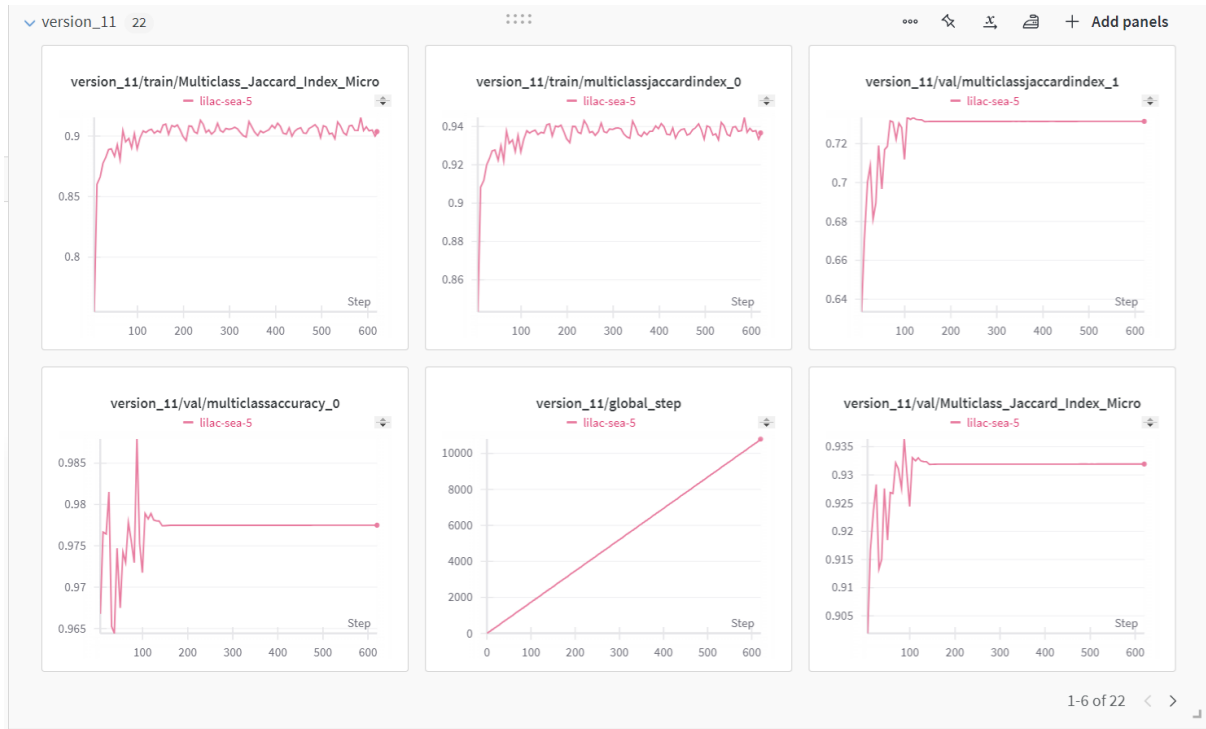 version_11 22
Add panels
version_11/train/Multiclass_Jaccard_Index_Micro
lilac-sea-5
0.9
0.85
0.8
Step
100 200 300 400 500 600
version_11/train/multiclassjaccardindex_0
lilac-sea-5
0.94
0.92
0.9
0.88
0.86
Step
100 200 300 400 500 600
version_11/val/multiclassjaccardindex_1
lilac-sea-5
0.72
0.7
0.68
0.66
0.64
Step
100 200 300 400 500 600
version_11/val/multiclassaccuracy_0
lilac-sea-5
0.985
0.98
0.975
0.97
0.965
Step
100 200 300 400 500 600
version_11/global_step
lilac-sea-5
10000
8000
6000
4000
2000
0
Step
0 100 200 300 400 500 600
version_11/val/Multiclass_Jaccard_Index_Micro
lilac-sea-5
0.935
0.93
0.925
0.92
0.915
0.91
0.905
Step
100 200 300 400 500 600
1-6 of 22